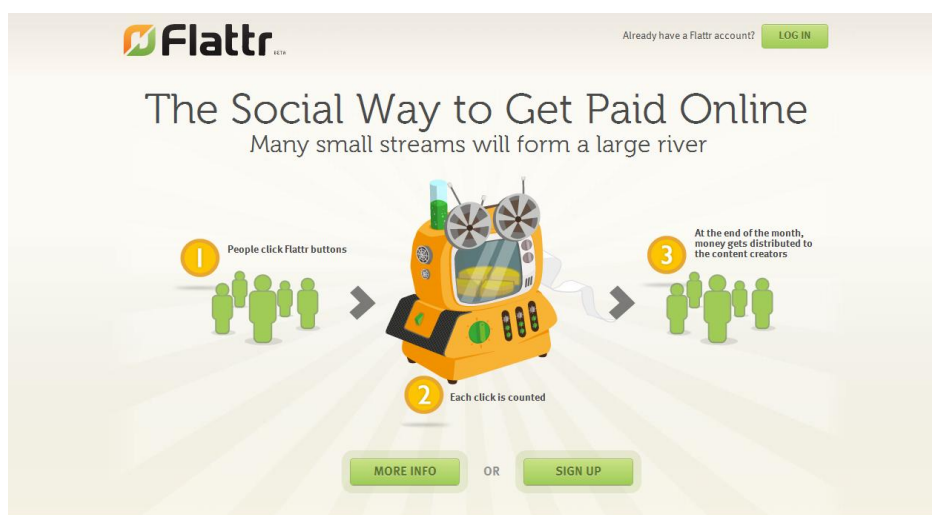 Flattr BETA
Already have a Flattr account? LOG IN
The Social Way to Get Paid Online
Many small streams will form a large river
1
People click Flattr buttons
2
Each click is counted
3
At the end of the month,
money gets distributed to
the content creators
MORE INFO OR SIGN UP